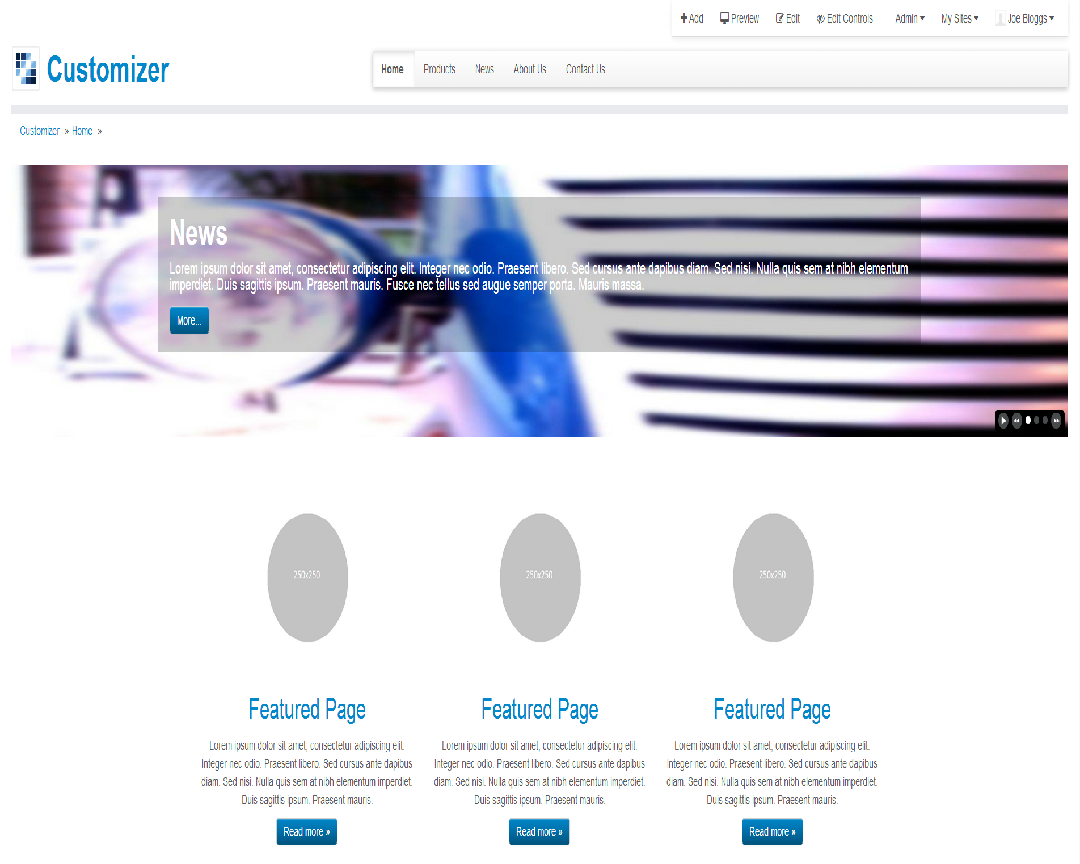 Add Preview Edit Edit Controls Admin My Sites Joe Bloggs
Customizer
Home Products News About Us Contact Us
Customizer » Home »
News
Lorem ipsum dolor sit amet, consectetur adipiscing elit. Integer nec odio. Praesent libero. Sed cursus ante dapibus diam. Sed nisi. Nulla quis sem at nibh elementum
imperdiet. Duis sagittis ipsum. Praesent mauris. Fusce nec tellus sed augue semper porta. Mauris massa.
More...
250x250 250x250 250x250
Featured Page
Lorem ipsum dolor sit amet, consectetur adipiscing elit.
Integer nec odio. Praesent libero. Sed cursus ante dapibus
diam. Sed nisi. Nulla quis sem at nibh elementum imperdiet.
Duis sagittis ipsum. Praesent mauris.
Read more »
Featured Page
Lorem ipsum dolor sit amet, consectetur adipiscing elit.
Integer nec odio. Praesent libero. Sed cursus ante dapibus
diam. Sed nisi. Nulla quis sem at nibh elementum imperdiet.
Duis sagittis ipsum. Praesent mauris.
Read more »
Featured Page
Lorem ipsum dolor sit amet, consectetur adipiscing elit.
Integer nec odio. Praesent libero. Sed cursus ante dapibus
diam. Sed nisi. Nulla quis sem at nibh elementum imperdiet.
Duis sagittis ipsum. Praesent mauris.
Read more »